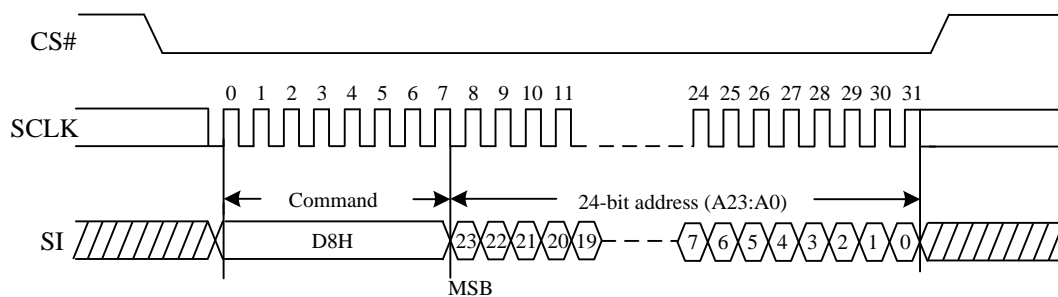 CS#
0 1 2 3 4 5 6 7 8 9 10 11 24 25 26 27 28 29 30 31
SCLK
Command 24-bit address (A23:A0)
SI D8H 23 22 21 20 19 7 6 5 4 3 2 1 0
MSB